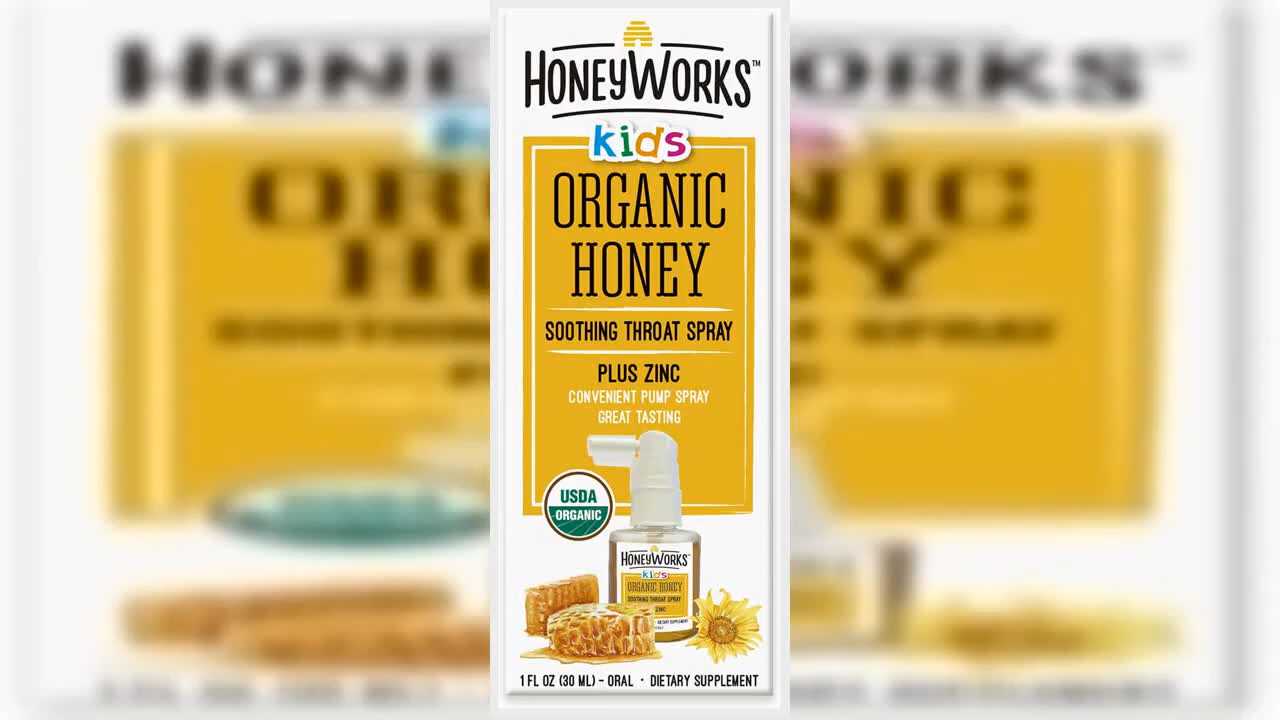 HONEYWORKS™
kids
ORGANIC
HONEY
SOOTHING THROAT SPRAY
PLUS ZINC
CONVENIENT PUMP SPRAY
GREAT TASTING
USDA
ORGANIC
HONEYWORKS™
kids
ORGANIC HONEY
SOOTHING THROAT SPRAY
ZINC
DIETARY SUPPLEMENT
1 FL OZ (30 ML) – ORAL · DIETARY SUPPLEMENT